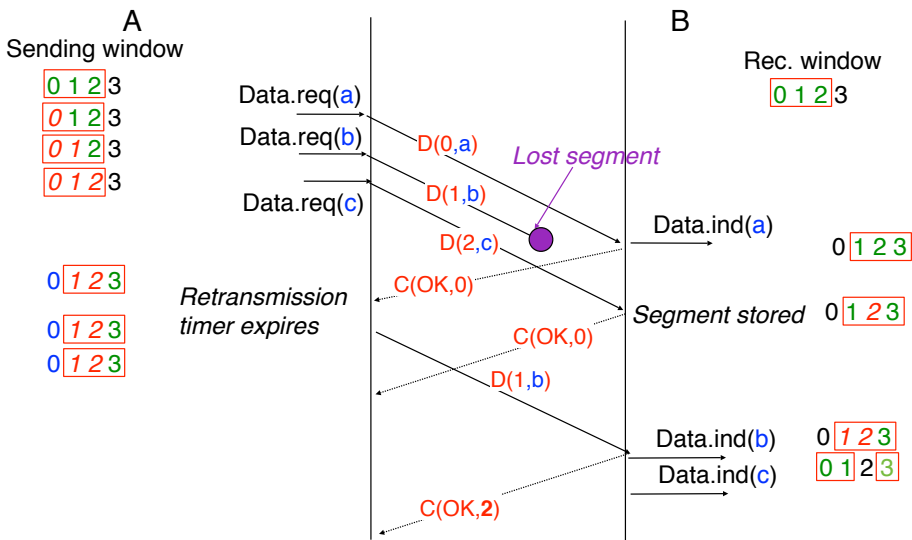 A
B
Sending window
Rec. window
0 1 2 3
0 1 2 3
0 1 2 3
0 1 2 3
0 1 2 3
Data.req(a)
Data.req(b)
Data.req(c)
D(0,a)
Lost segment
D(1,b)
D(2,c)
Data.ind(a)
0 1 2 3
C(OK,0)
0 1 2 3
Retransmission
timer expires
Segment stored
0 1 2 3
0 1 2 3
0 1 2 3
C(OK,0)
D(1,b)
Data.ind(b)
0 1 2 3
Data.ind(c)
0 1 2 3
C(OK,2)